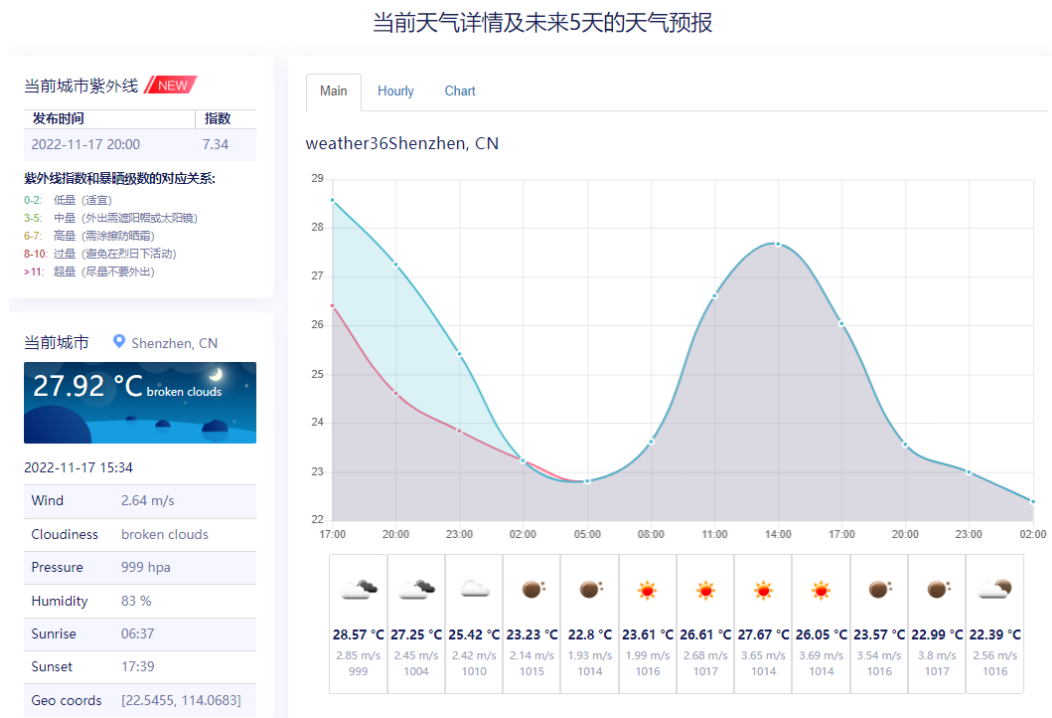 当前天气详情及未来5天的天气预报
当前城市紫外线 NEW
发布时间 指数
2022-11-17 20:00 7.34
紫外线指数和暴晒级数的对应关系:
0-2: 低量 (适宜)
3-5: 中量 (外出需遮阳帽或太阳镜)
6-7: 高量 (需涂擦防晒霜)
8-10: 过量 (避免在烈日下活动)
>11: 超量 (尽量不要外出)
当前城市 Shenzhen, CN
27.92 °C broken clouds
2022-11-17 15:34
Wind 2.64 m/s
Cloudiness broken clouds
Pressure 999 hpa
Humidity 83 %
Sunrise 06:37
Sunset 17:39
Geo coords [22.5455, 114.0683]
Main Hourly Chart
weather36Shenzhen, CN
29
28
27
26
25
24
23
22
17:00 20:00 23:00 02:00 05:00 08:00 11:00 14:00 17:00 20:00 23:00 02:00
28.57 °C 27.25 °C 25.42 °C 23.23 °C 22.8 °C 23.61 °C 26.61 °C 27.67 °C 26.05 °C 23.57 °C 22.99 °C 22.39 °C
2.85 m/s 2.45 m/s 2.42 m/s 2.14 m/s 1.93 m/s 1.99 m/s 2.68 m/s 3.65 m/s 3.69 m/s 3.54 m/s 3.8 m/s 2.56 m/s
999 1004 1010 1015 1014 1016 1017 1014 1014 1016 1017 1016